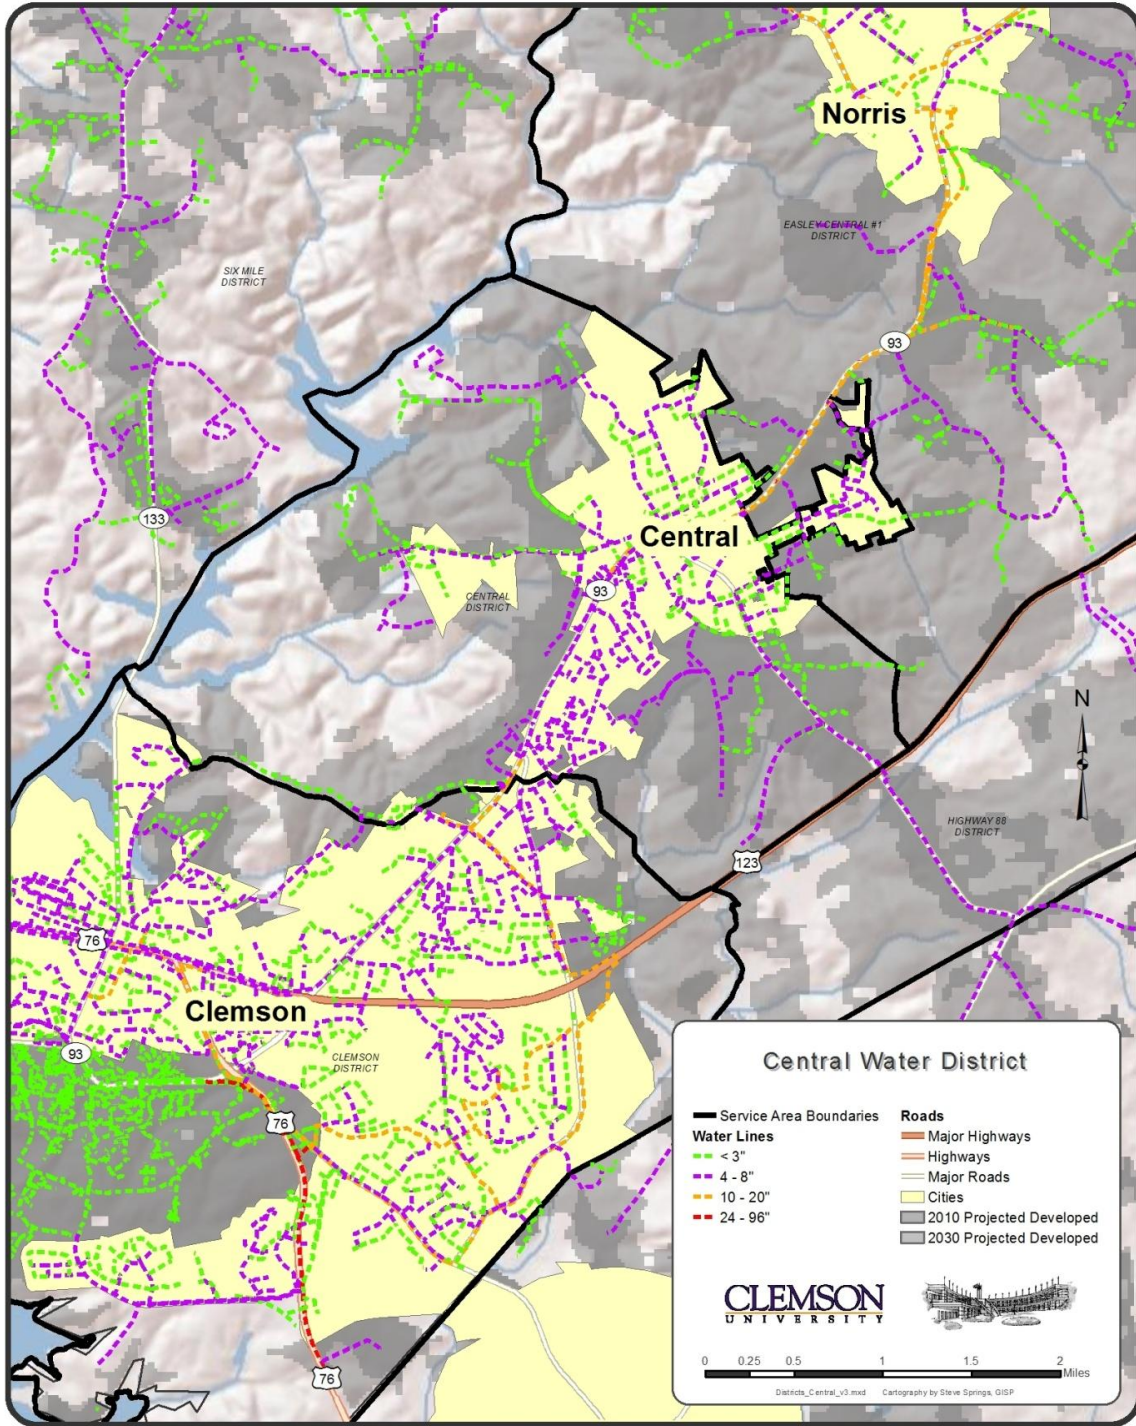 Norris
EASLEY CENTRAL #1
DISTRICT
SIX MILE
DISTRICT
93
133
Central
93
CENTRAL
DISTRICT
N
HIGHWAY 88
DISTRICT
123
76
Clemson
93
CLEMSON
DISTRICT
76
76
Central Water District
Service Area Boundaries
Water Lines
< 3"
4 - 8"
10 - 20"
24 - 96"
Roads
Major Highways
Highways
Major Roads
Cities
2010 Projected Developed
2030 Projected Developed
CLEMSON
UNIVERSITY
0 0.25 0.5 1 1.5 2
Miles
Districts_Central_v3.mxd Cartography by Steve Springs, GISP